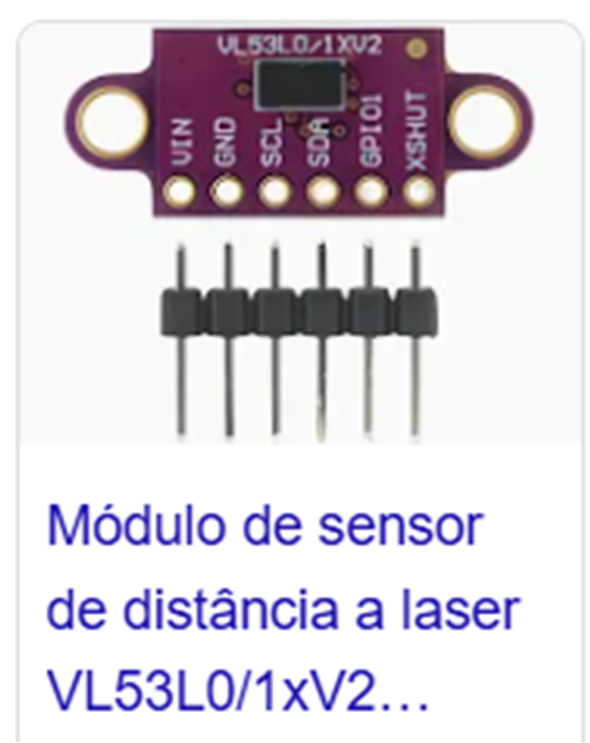 VL53L0/1XV2
VIN
GND
SCL
SDA
GPIO1
XSHUT
Módulo de sensor
de distância a laser
VL53L0/1xV2...